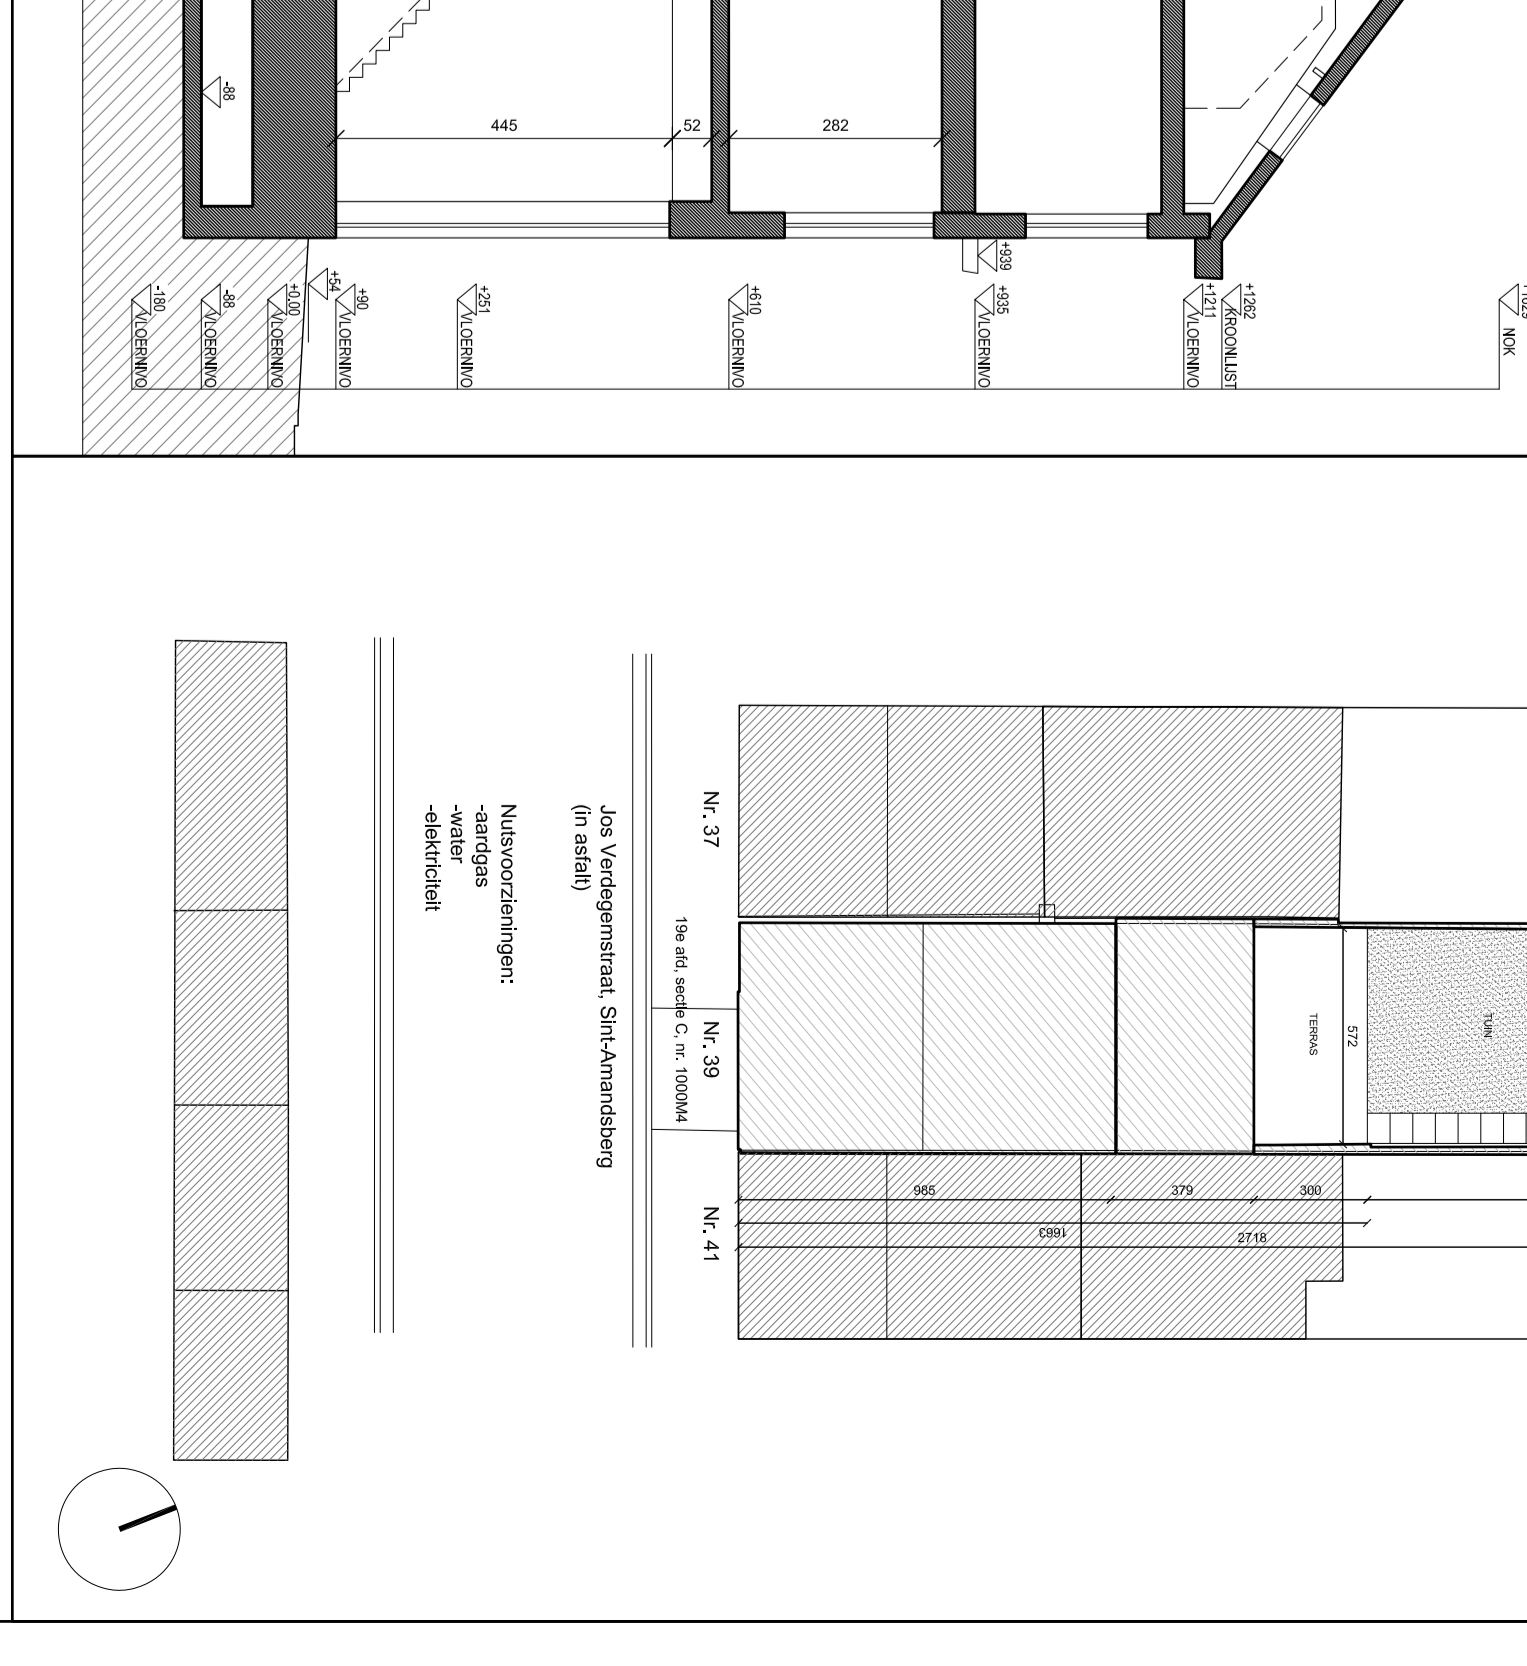 -88
445
52
282
+939
-180
VLOERNIVO
-88
VLOERNIVO
+0.00
VLOERNIVO
+54
+90
VLOERNIVO
+251
VLOERNIVO
+610
VLOERNIVO
+935
VLOERNIVO
+1211
VLOERNIVO
+1262
KROONLIJST
NOK
Nr. 37
Nr. 39
Nr. 41
19e afd, sectie C, nr. 1000M4
Jos Verdegemstraat, Sint-Amandsberg
(in asfalt)
Nutsvoorzieningen:
-aardgas
-water
-elektriciteit
TERRAS
572
TUIN
985
379
300
1663
2718